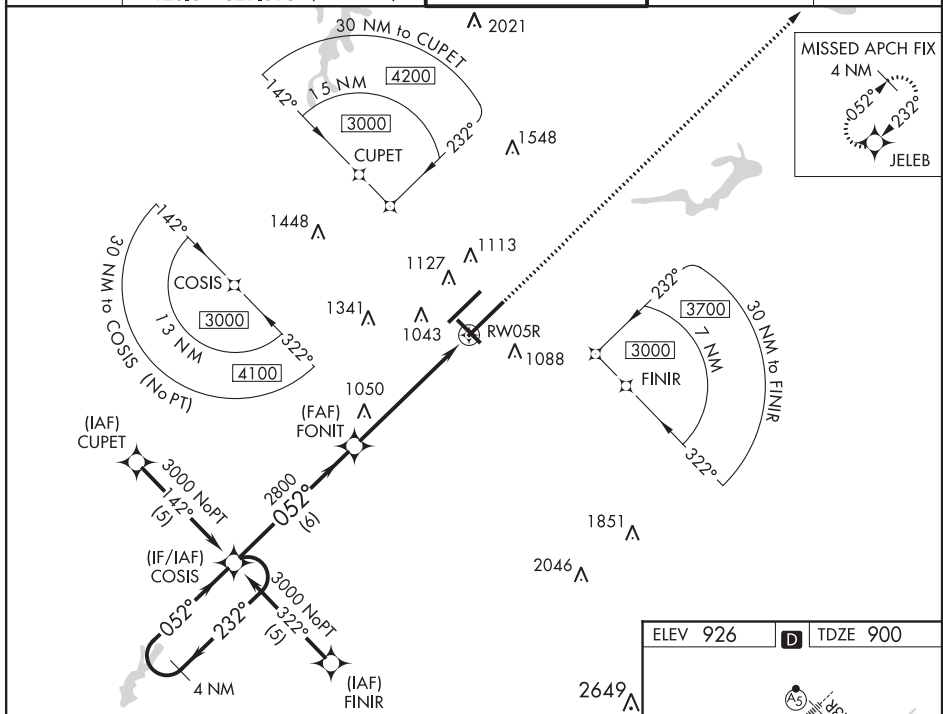 2021
30 NM to CUPET
4200
142°
15 NM
3000
232°
CUPET
1548
MISSED APCH FIX
4 NM
052°
232°
JELEB
1448
142°
COSIS
3000
13 NM
322°
4100
30 NM to COSIS (NoPT)
1127
1113
1341
1043
RW05R
1088
232°
3700
3000
7 NM
FINIR
30 NM to FINIR
322°
1050
(FAF)
FONIT
(IAF)
CUPET
3000 NoPT
142°
(5)
2800
052°
(6)
(IF/IAF)
COSIS
052°
232°
3000 NoPT
322°
(5)
4 NM
(IAF)
FINIR
1851
2046
2649
ELEV 926
D
TDZE 900
A5